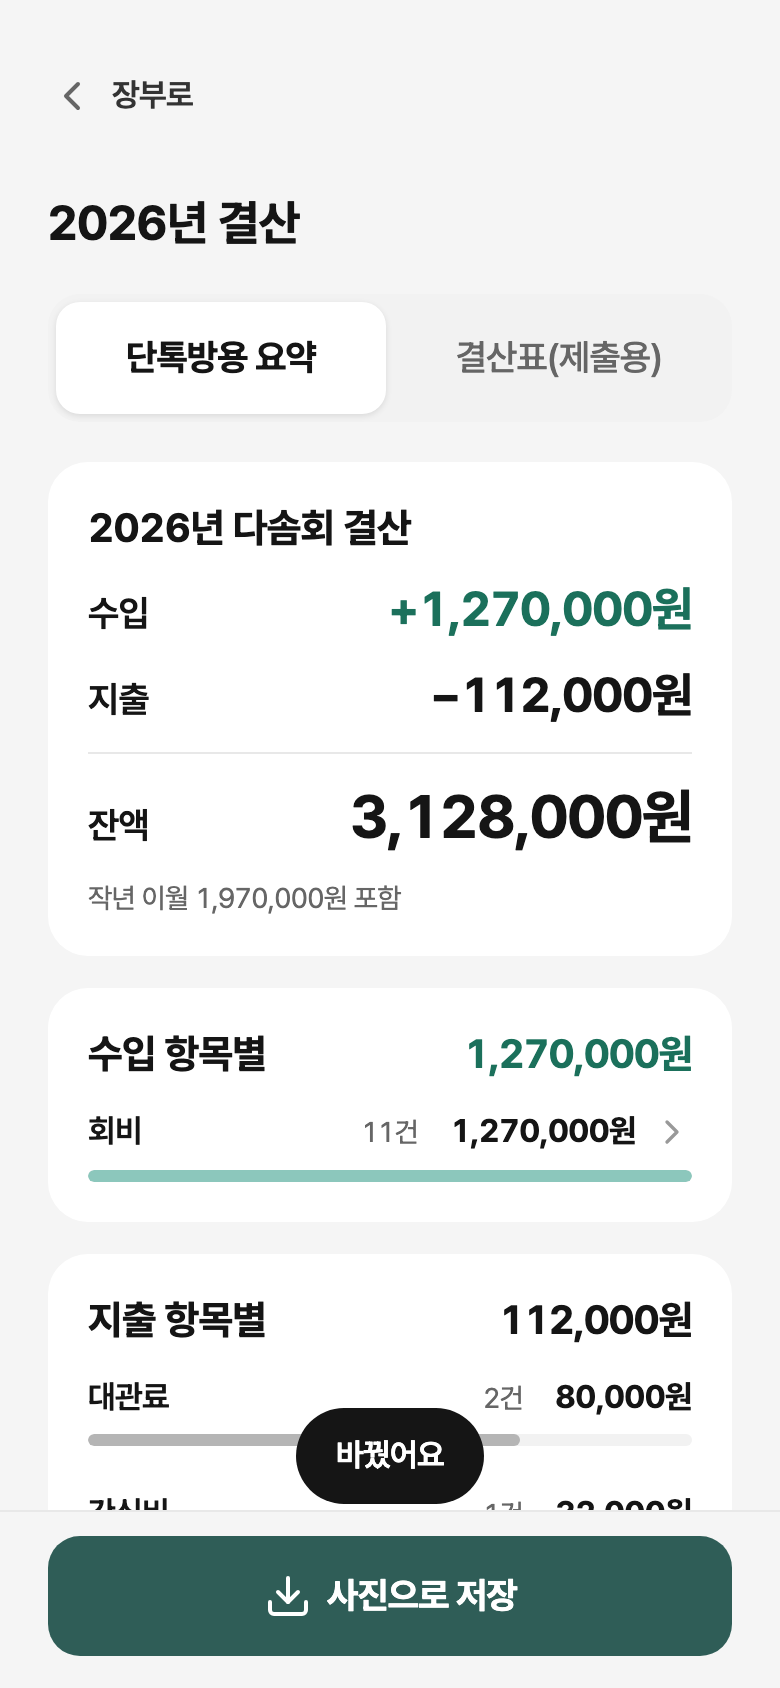 장부로
2026년 결산
단톡방용 요약
결산표(제출용)
2026년 다솜회 결산
수입 +1,270,000원
지출 −112,000원
잔액 3,128,000원
작년 이월 1,970,000원 포함
수입 항목별 1,270,000원
회비 11건 1,270,000원
지출 항목별 112,000원
대관료 2건 80,000원
바꿨어요
사진으로 저장